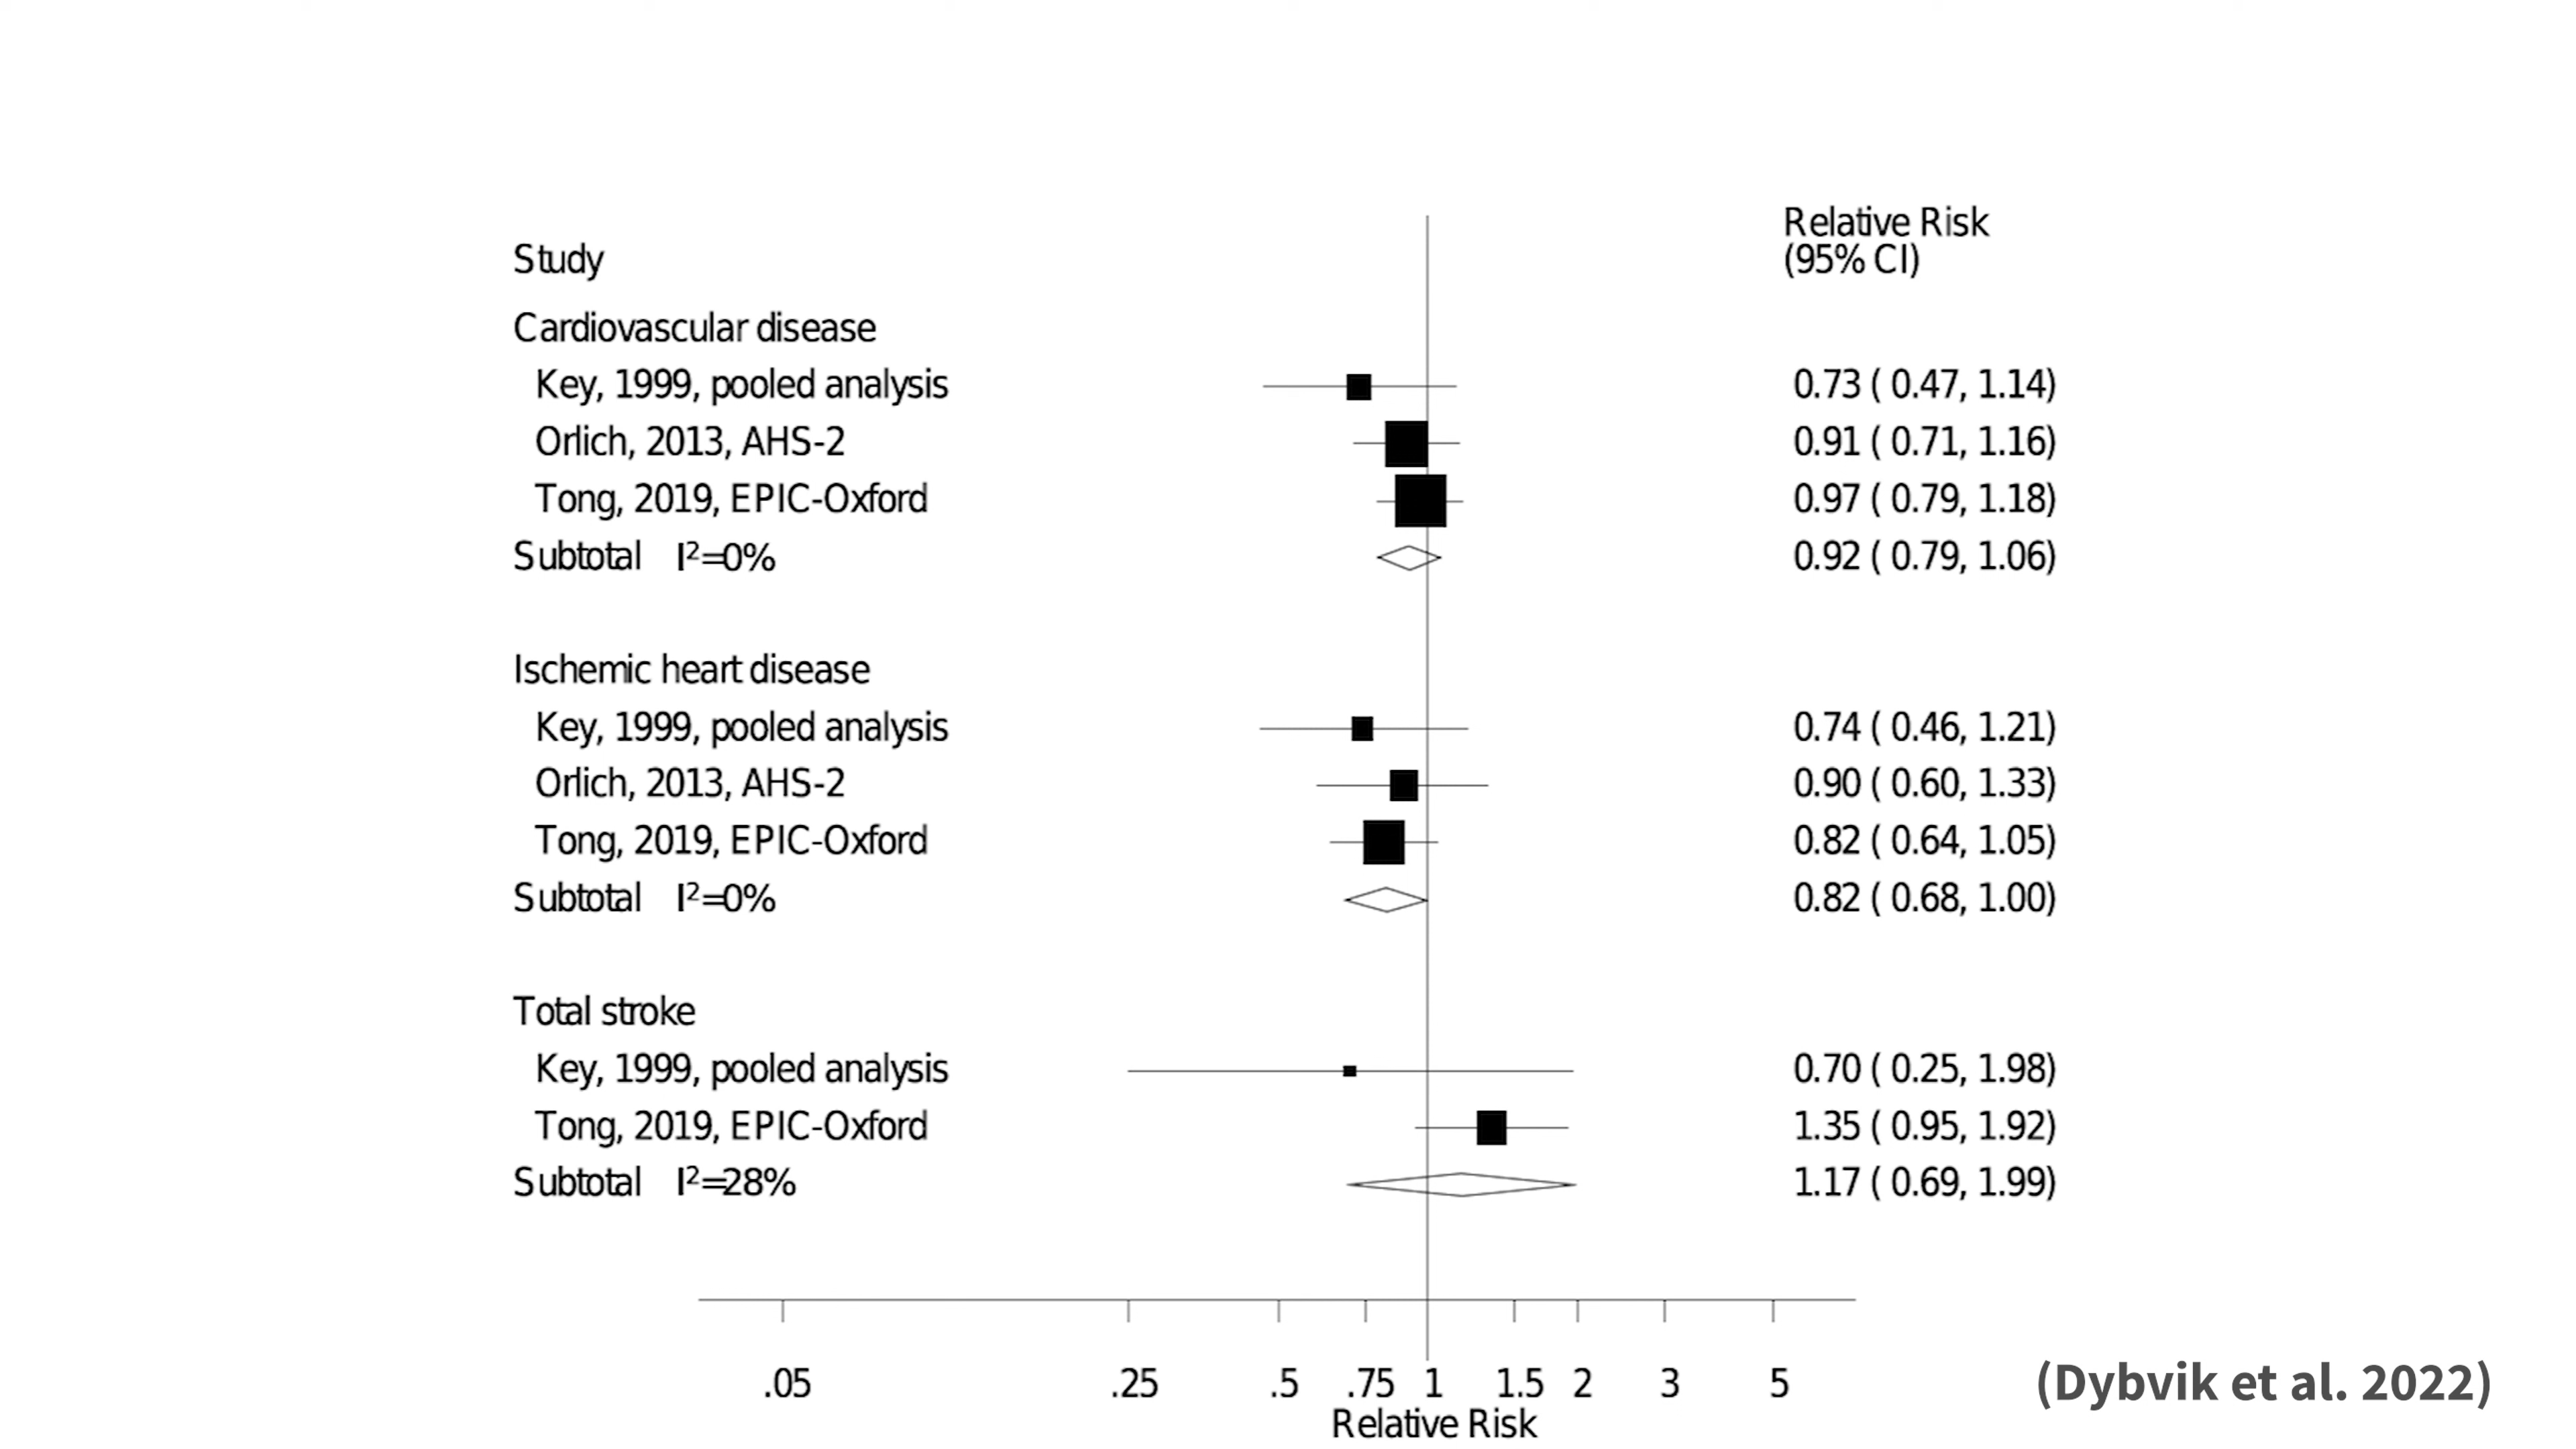 Relative Risk
Study (95% CI)
Cardiovascular disease
Key, 1999, pooled analysis 0.73 ( 0.47, 1.14)
Orlich, 2013, AHS-2 0.91 ( 0.71, 1.16)
Tong, 2019, EPIC-Oxford 0.97 ( 0.79, 1.18)
Subtotal I²=0% 0.92 ( 0.79, 1.06)
Ischemic heart disease
Key, 1999, pooled analysis 0.74 ( 0.46, 1.21)
Orlich, 2013, AHS-2 0.90 ( 0.60, 1.33)
Tong, 2019, EPIC-Oxford 0.82 ( 0.64, 1.05)
Subtotal I²=0% 0.82 ( 0.68, 1.00)
Total stroke
Key, 1999, pooled analysis 0.70 ( 0.25, 1.98)
Tong, 2019, EPIC-Oxford 1.35 ( 0.95, 1.92)
Subtotal I²=28% 1.17 ( 0.69, 1.99)
.05 .25 .5 .75 1 1.5 2 3 5
Relative Risk
(Dybvik et al. 2022)